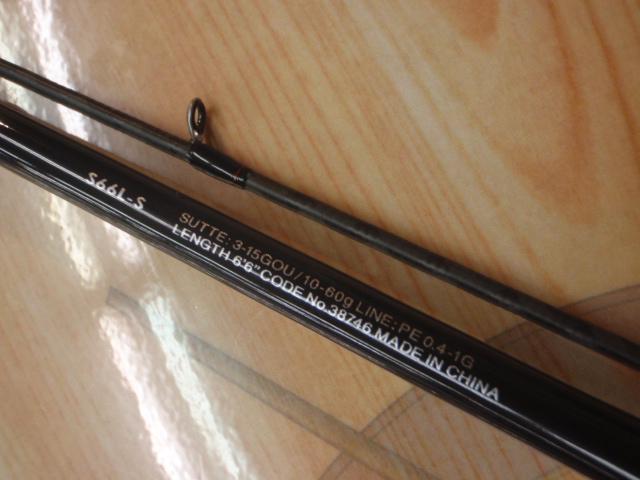 S66L-S
SUTTE: 3-15GOU/10-60g LINE: PE 0.4-1G
LENGTH 6'6" CODE No.38746 MADE IN CHINA